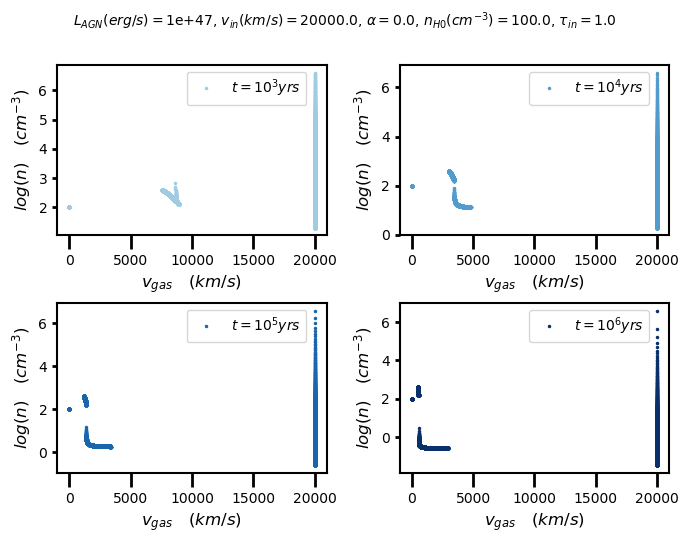 L_AGN(erg/s) = 1e+47, v_in(km/s) = 20000.0, α = 0.0, n_H0(cm^−3) = 100.0, τ_in = 1.0
t = 10^3 yrs
6
5
4
3
2
log(n) (cm^−3)
0 5000 10000 15000 20000
v_gas (km/s)
t = 10^4 yrs
6
4
2
0
log(n) (cm^−3)
0 5000 10000 15000 20000
v_gas (km/s)
t = 10^5 yrs
6
4
2
0
log(n) (cm^−3)
0 5000 10000 15000 20000
v_gas (km/s)
t = 10^6 yrs
6
4
2
0
log(n) (cm^−3)
0 5000 10000 15000 20000
v_gas (km/s)